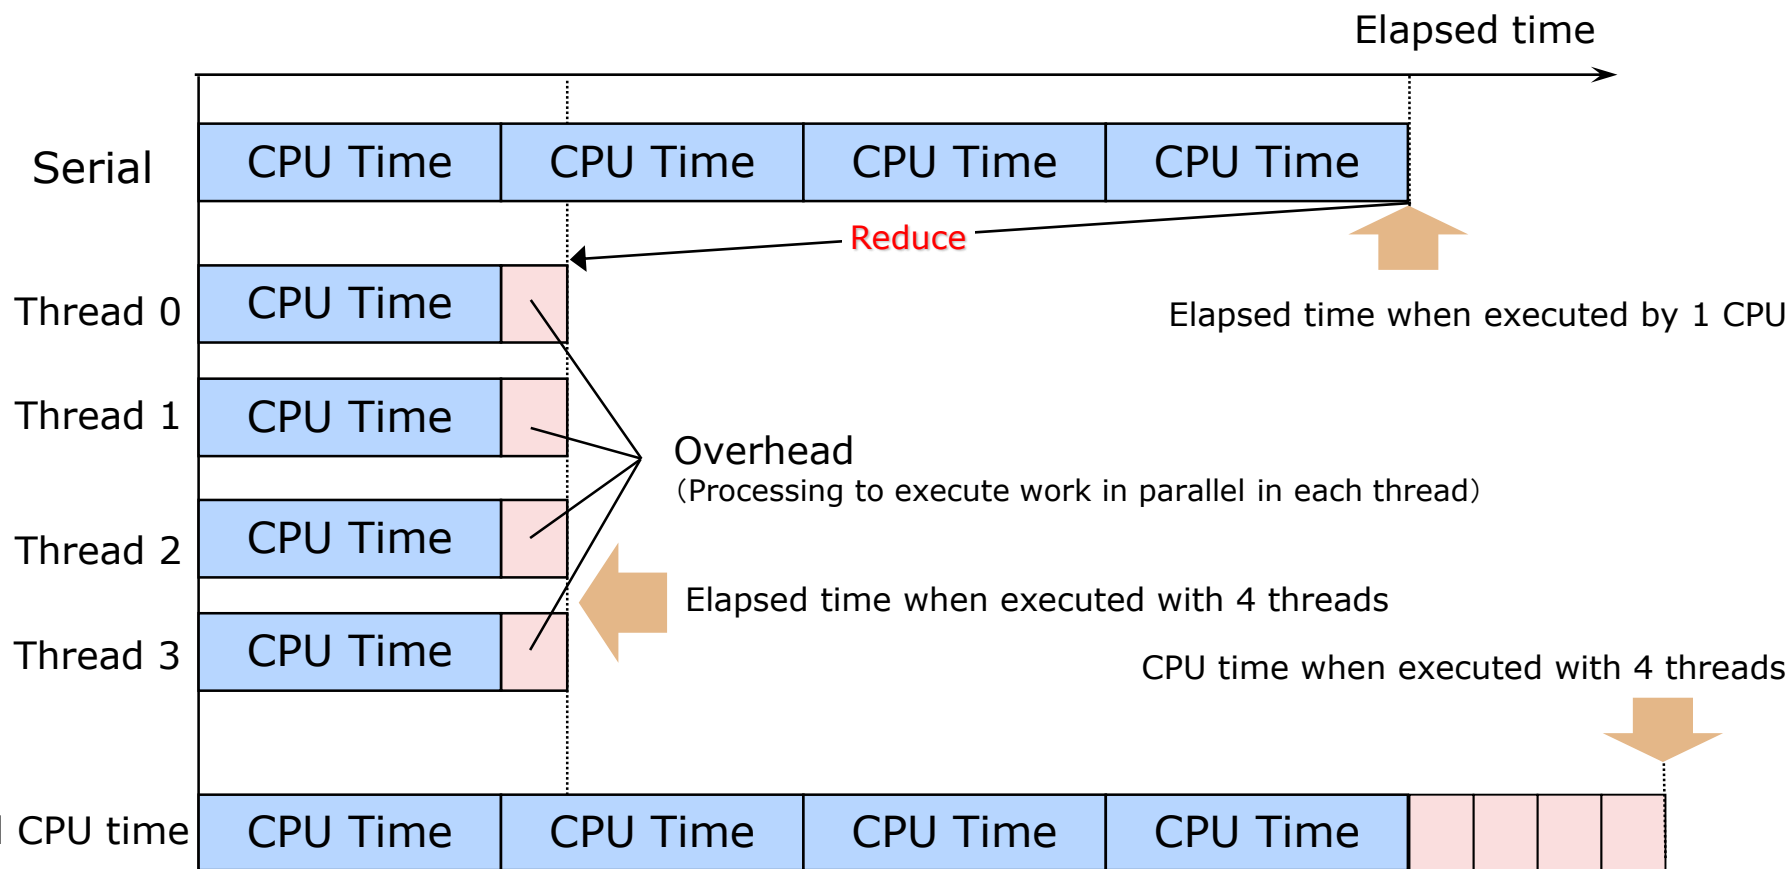 Elapsed time
Serial
CPU Time CPU Time CPU Time CPU Time
Reduce
Thread 0
CPU Time
Elapsed time when executed by 1 CPU
Thread 1
CPU Time
Overhead
（Processing to execute work in parallel in each thread）
Thread 2
CPU Time
Elapsed time when executed with 4 threads
Thread 3
CPU Time
CPU time when executed with 4 threads
CPU time
CPU Time CPU Time CPU Time CPU Time